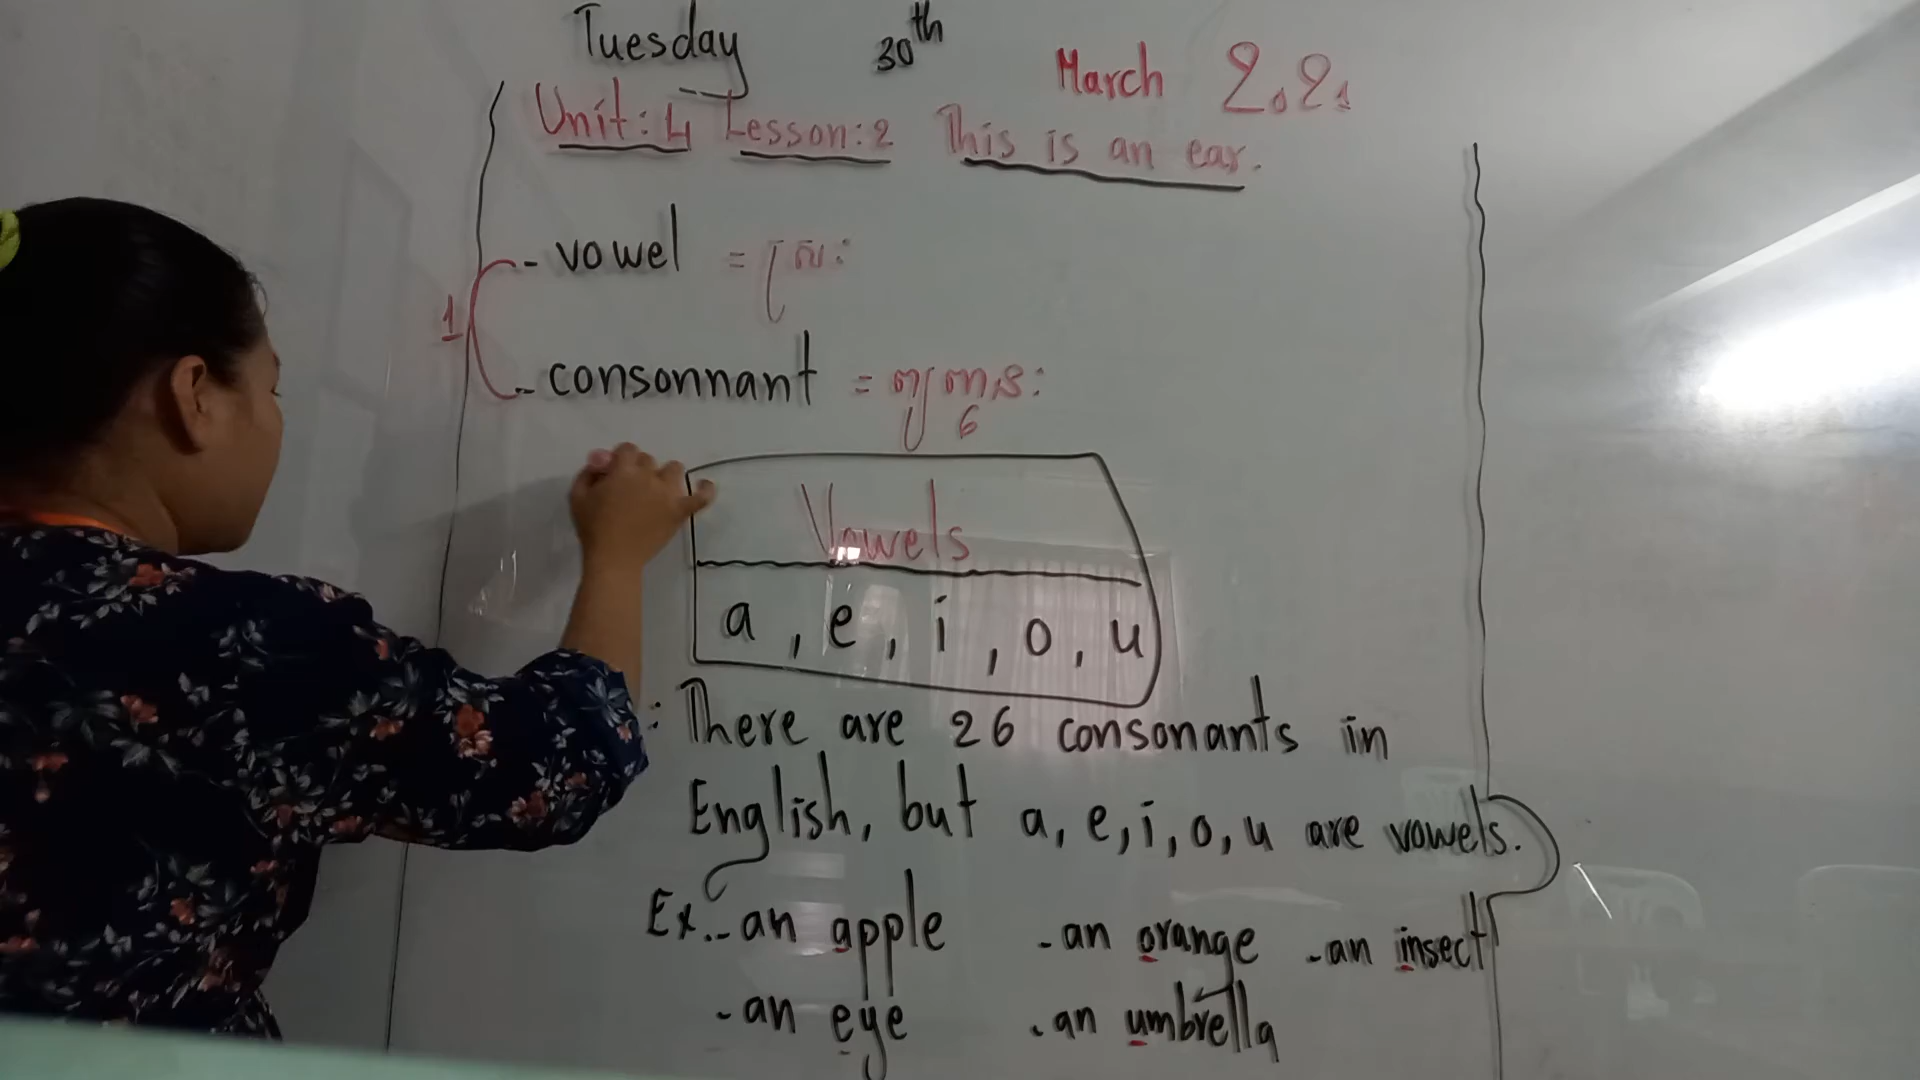 Tuesday 30th March 2021
Unit: 4 Lesson: 2 This is an ear.
1
- vowel = ស្រៈ
- consonnant = ព្យញ្ជនៈ
Vowels
a, e, i, o, u
: There are 26 consonants in
English, but a, e, i, o, u are vowels.
Ex: - an apple - an orange - an insect
- an eye - an umbrella